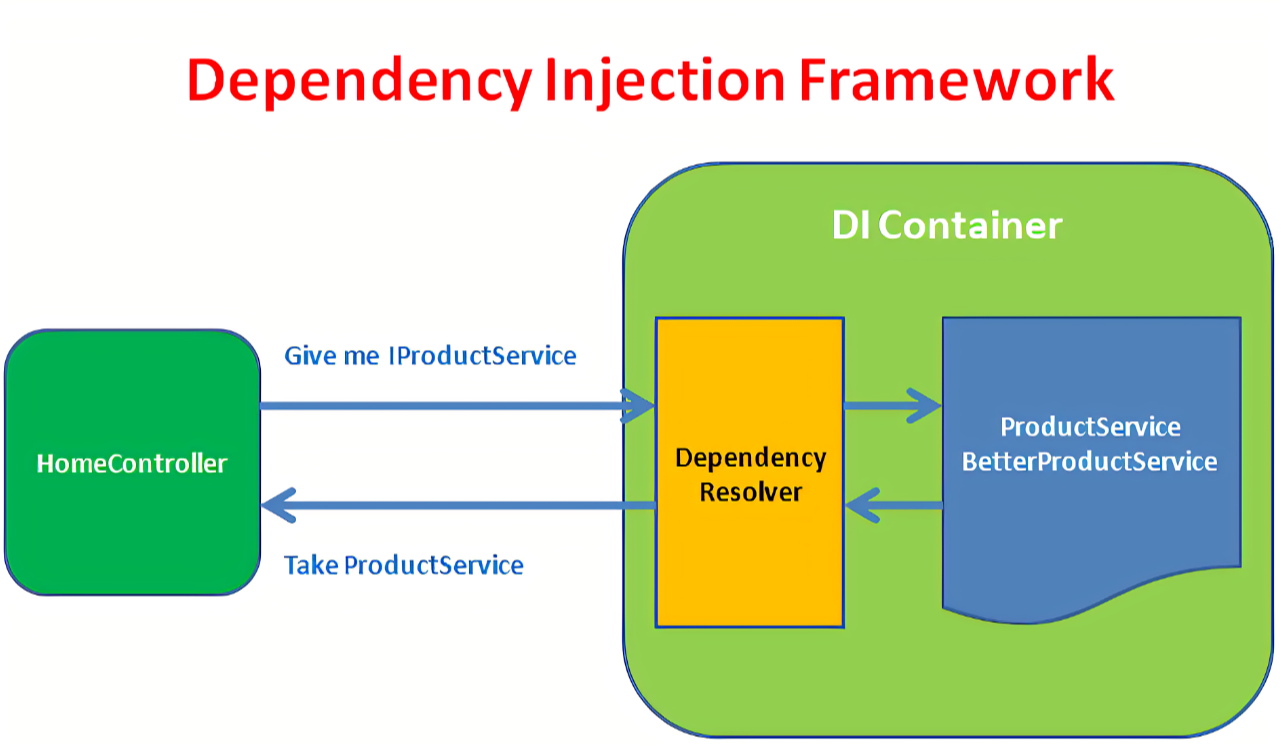 Dependency Injection Framework
DI Container
Give me IProductService
HomeController
Dependency
Resolver
ProductService
BetterProductService
Take ProductService